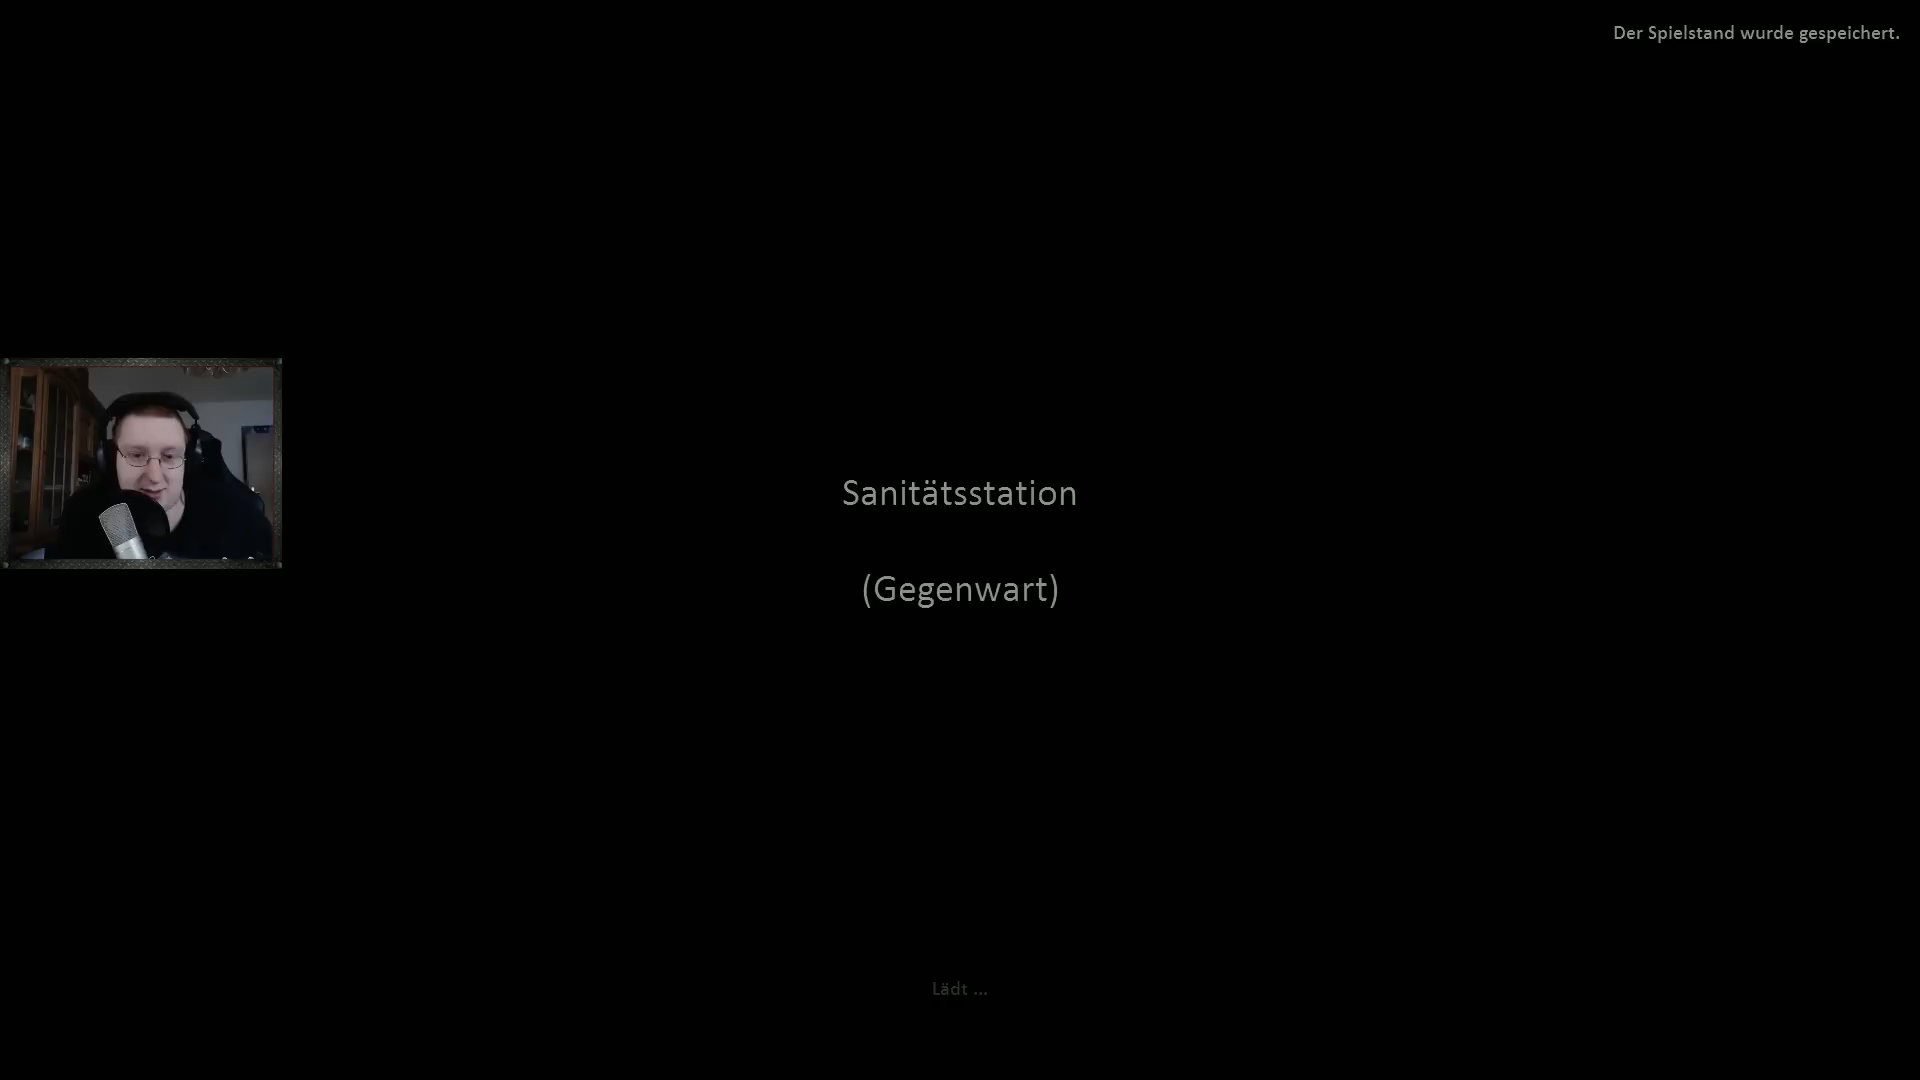 Der Spielstand wurde gespeichert.
Sanitätsstation
(Gegenwart)
Lädt ...